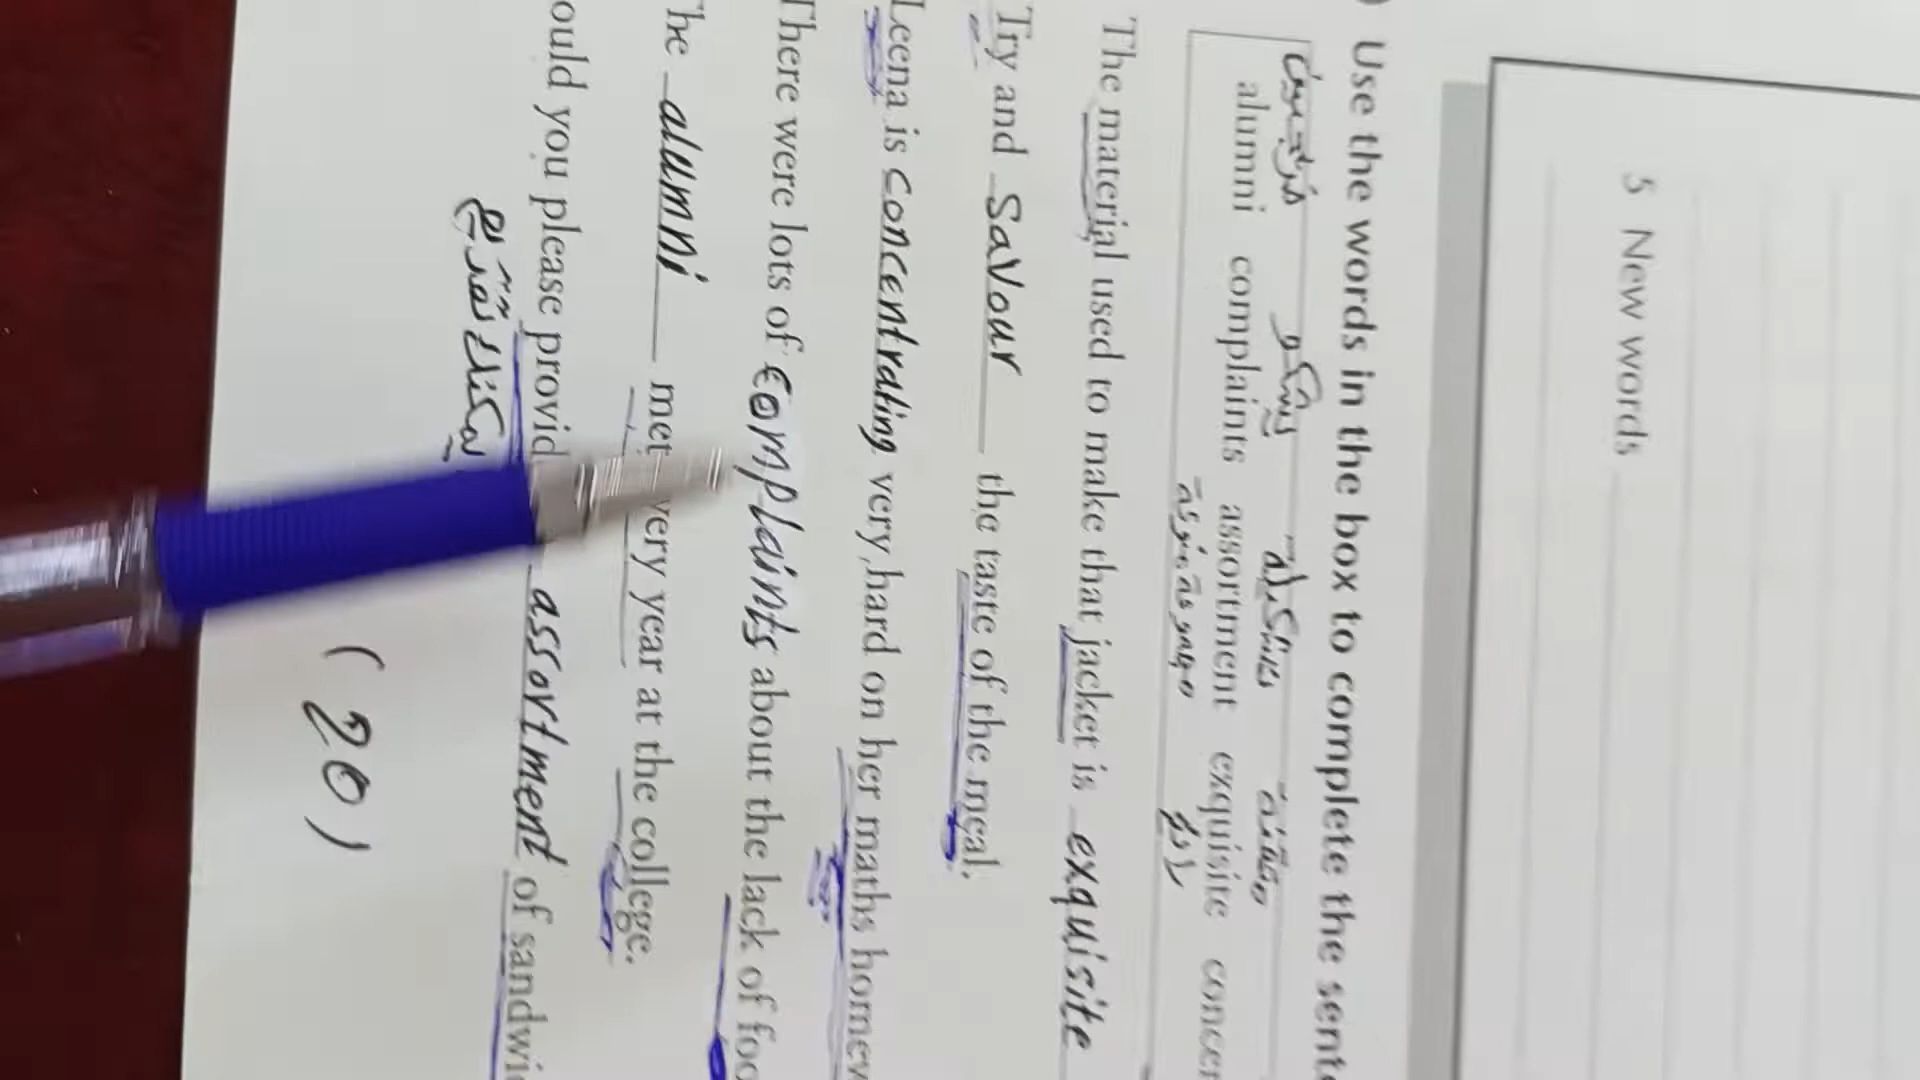 5 New words
Use the words in the box to complete the sent
alumni complaints assortment exquisite concen
The material used to make that jacket is exquisite
Try and Savour the taste of the meal.
Leena is concentrading very hard on her maths homew
There were lots of complaints about the lack of foo
he alumni met every year at the college.
ould you please provid assortment of sandwi
(20)